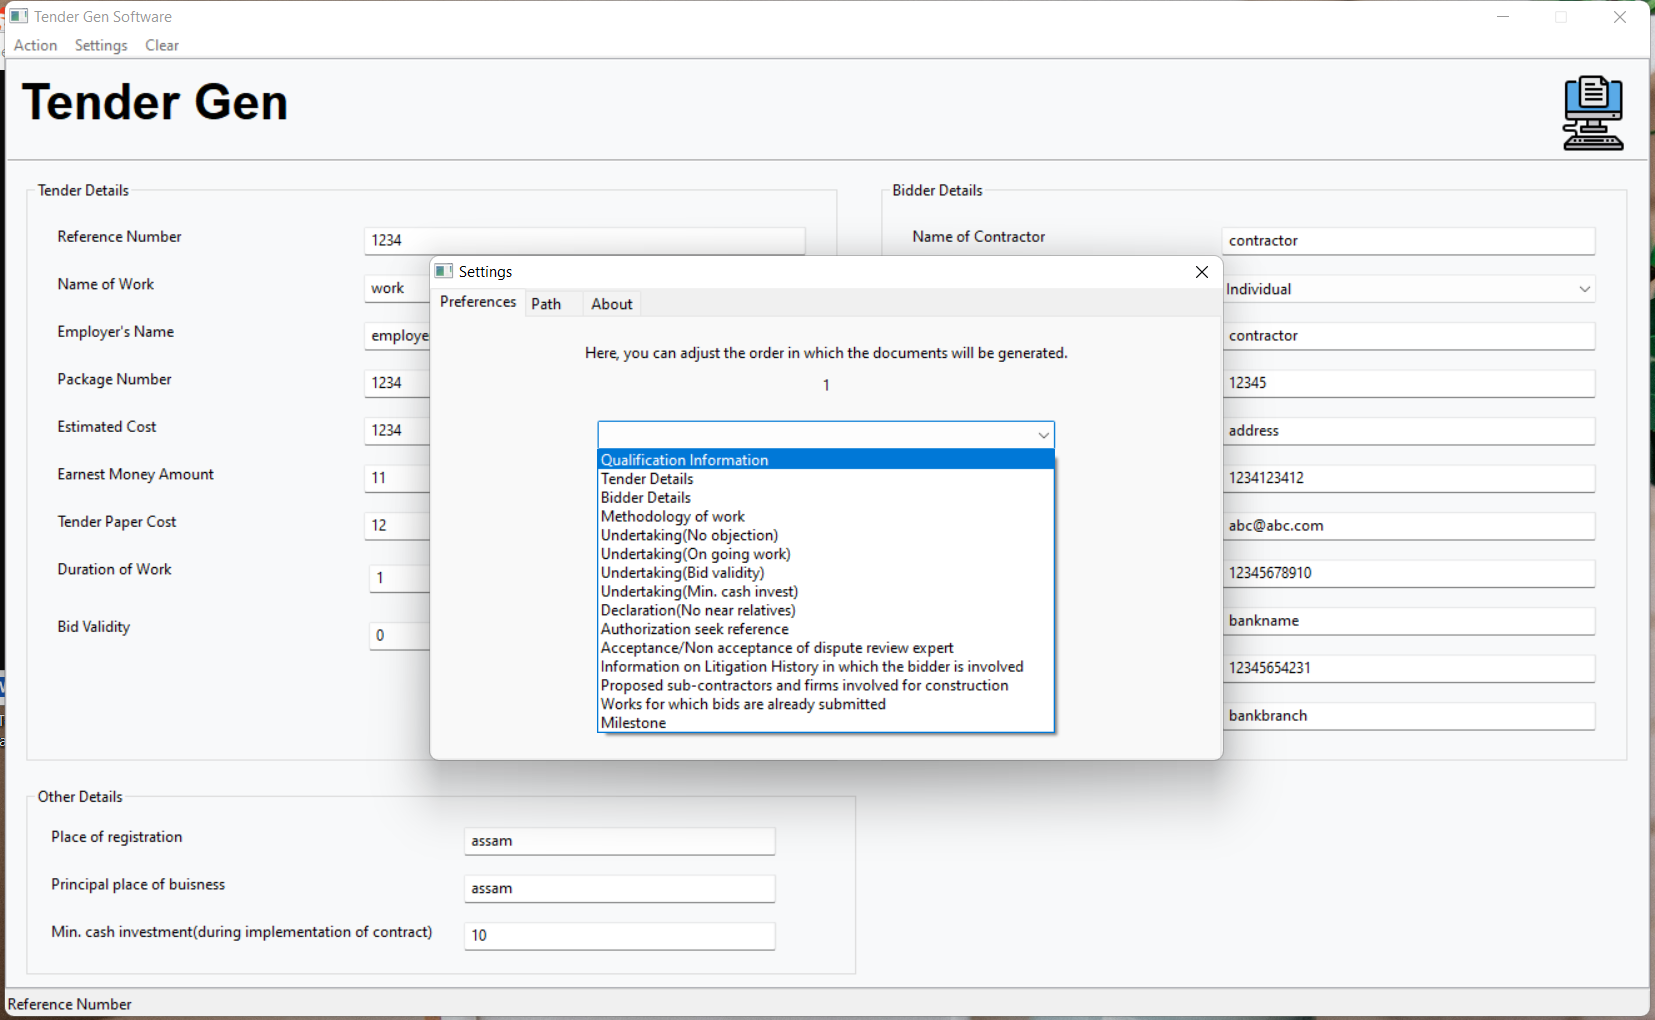 Tender Gen Software
Action Settings Clear
Tender Gen
Tender Details
Reference Number 1234
Name of Work work
Employer's Name employe
Package Number 1234
Estimated Cost 1234
Earnest Money Amount 11
Tender Paper Cost 12
Duration of Work 1
Bid Validity 0
Bidder Details
Name of Contractor contractor
Individual
contractor
12345
address
1234123412
abc@abc.com
12345678910
bankname
12345654231
bankbranch
Settings
Preferences Path About
Here, you can adjust the order in which the documents will be generated.
1
Qualification Information
Tender Details
Bidder Details
Methodology of work
Undertaking(No objection)
Undertaking(On going work)
Undertaking(Bid validity)
Undertaking(Min. cash invest)
Declaration(No near relatives)
Authorization seek reference
Acceptance/Non acceptance of dispute review expert
Information on Litigation History in which the bidder is involved
Proposed sub-contractors and firms involved for construction
Works for which bids are already submitted
Milestone
Other Details
Place of registration assam
Principal place of buisness assam
Min. cash investment(during implementation of contract) 10
Reference Number